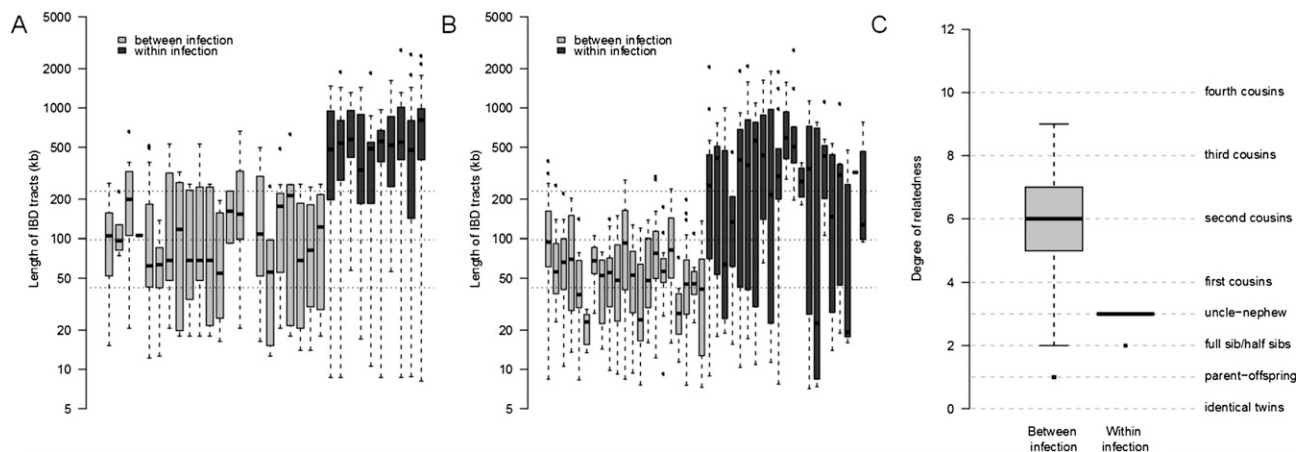 A
Length of IBD tracts (kb)
5000
2000
1000
500
200
100
50
20
10
5
between infection
within infection
B
Length of IBD tracts (kb)
5000
2000
1000
500
200
100
50
20
10
5
between infection
within infection
C
Degree of relatedness
12
10
8
6
4
2
0
fourth cousins
third cousins
second cousins
first cousins
uncle-nephew
full sib/half sibs
parent-offspring
identical twins
Between
infection
Within
infection